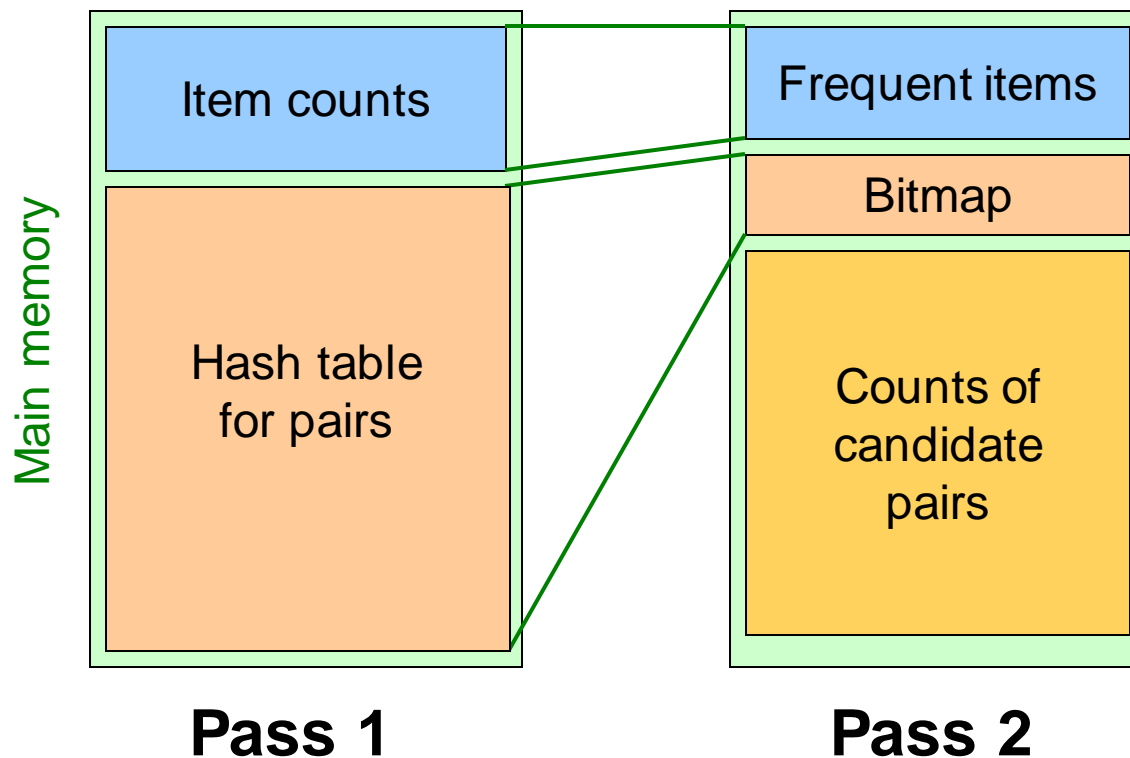 Main memory
Item counts
Hash table
for pairs
Pass 1
Frequent items
Bitmap
Counts of
candidate
pairs
Pass 2